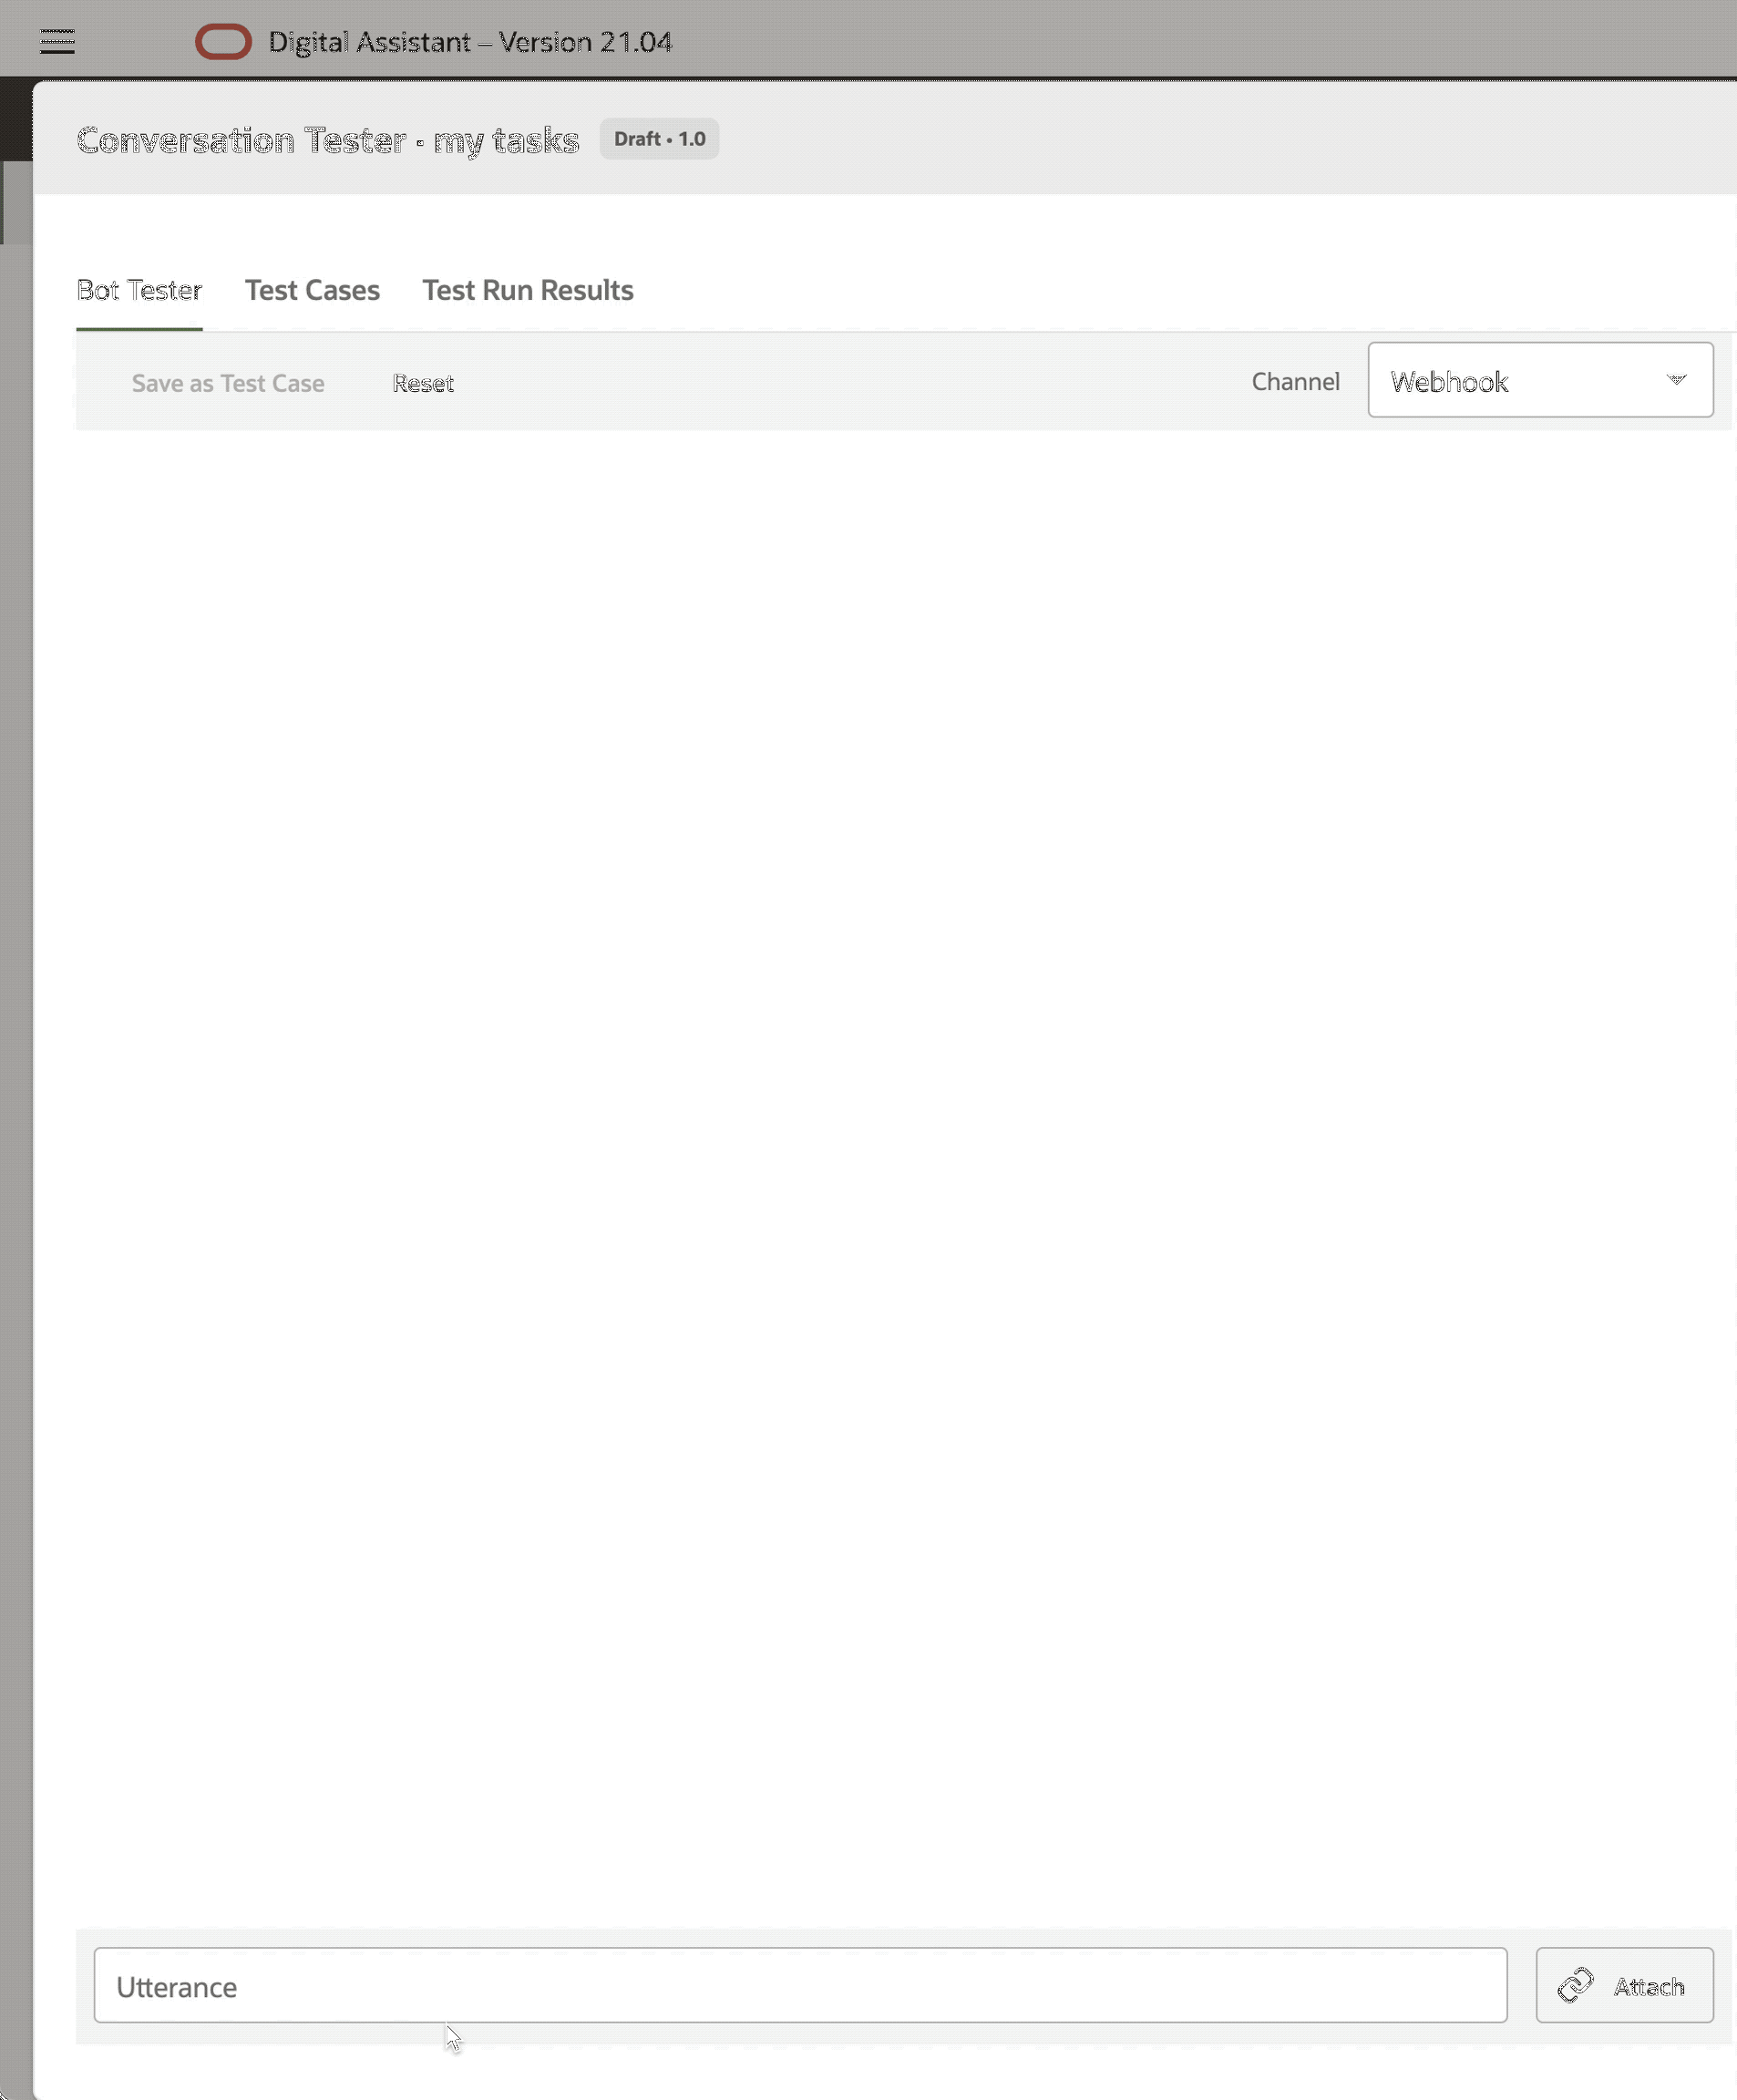 Digital Assistant – Version 21.04
Conversation Tester · my tasks Draft • 1.0
Bot Tester Test Cases Test Run Results
Save as Test Case Reset Channel Webhook
Utterance Attach